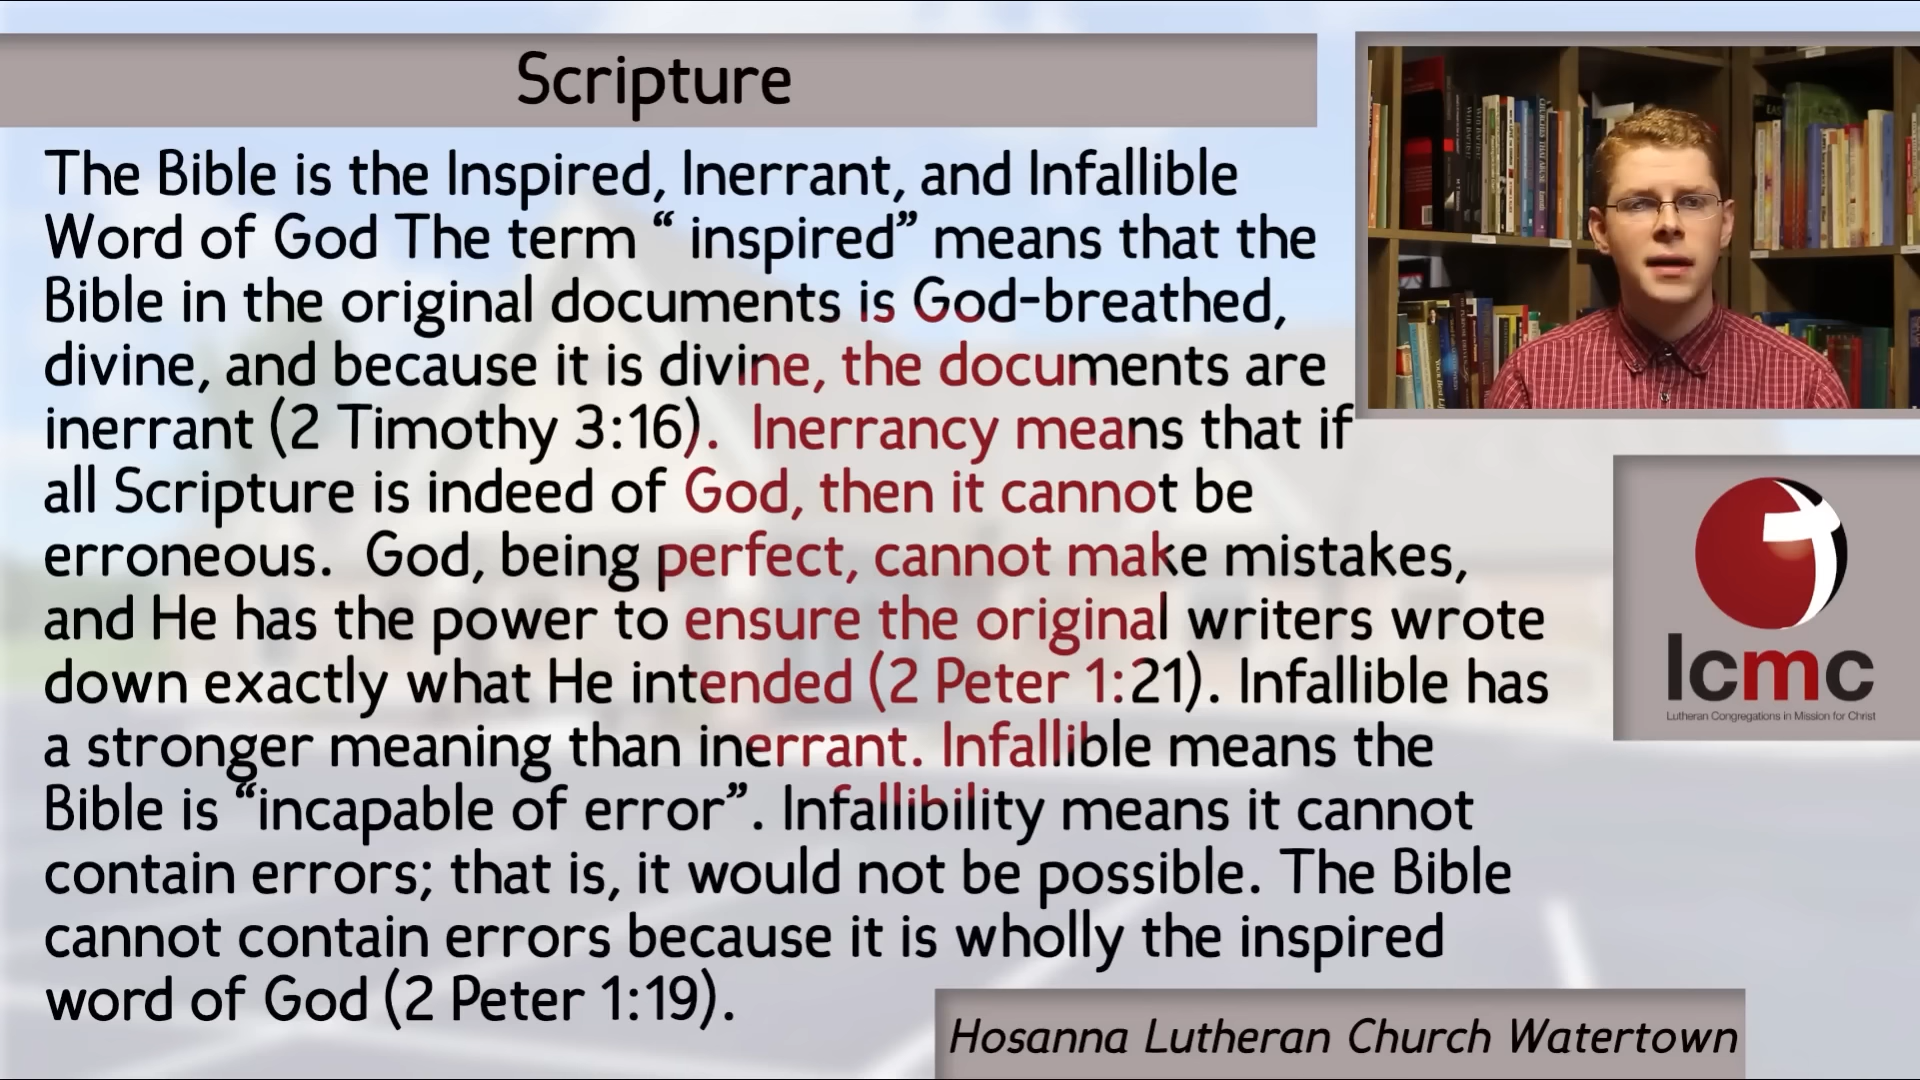 Scripture
The Bible is the Inspired, Inerrant, and Infallible
Word of God The term “ inspired” means that the
Bible in the original documents is God-breathed,
divine, and because it is divine, the documents are
inerrant (2 Timothy 3:16).  Inerrancy means that if
all Scripture is indeed of God, then it cannot be
erroneous.  God, being perfect, cannot make mistakes,
and He has the power to ensure the original writers wrote
down exactly what He intended (2 Peter 1:21). Infallible has
a stronger meaning than inerrant. Infallible means the
Bible is “incapable of error”. Infallibility means it cannot
contain errors; that is, it would not be possible. The Bible
cannot contain errors because it is wholly the inspired
word of God (2 Peter 1:19).
lcmc
Lutheran Congregations in Mission for Christ
Hosanna Lutheran Church Watertown